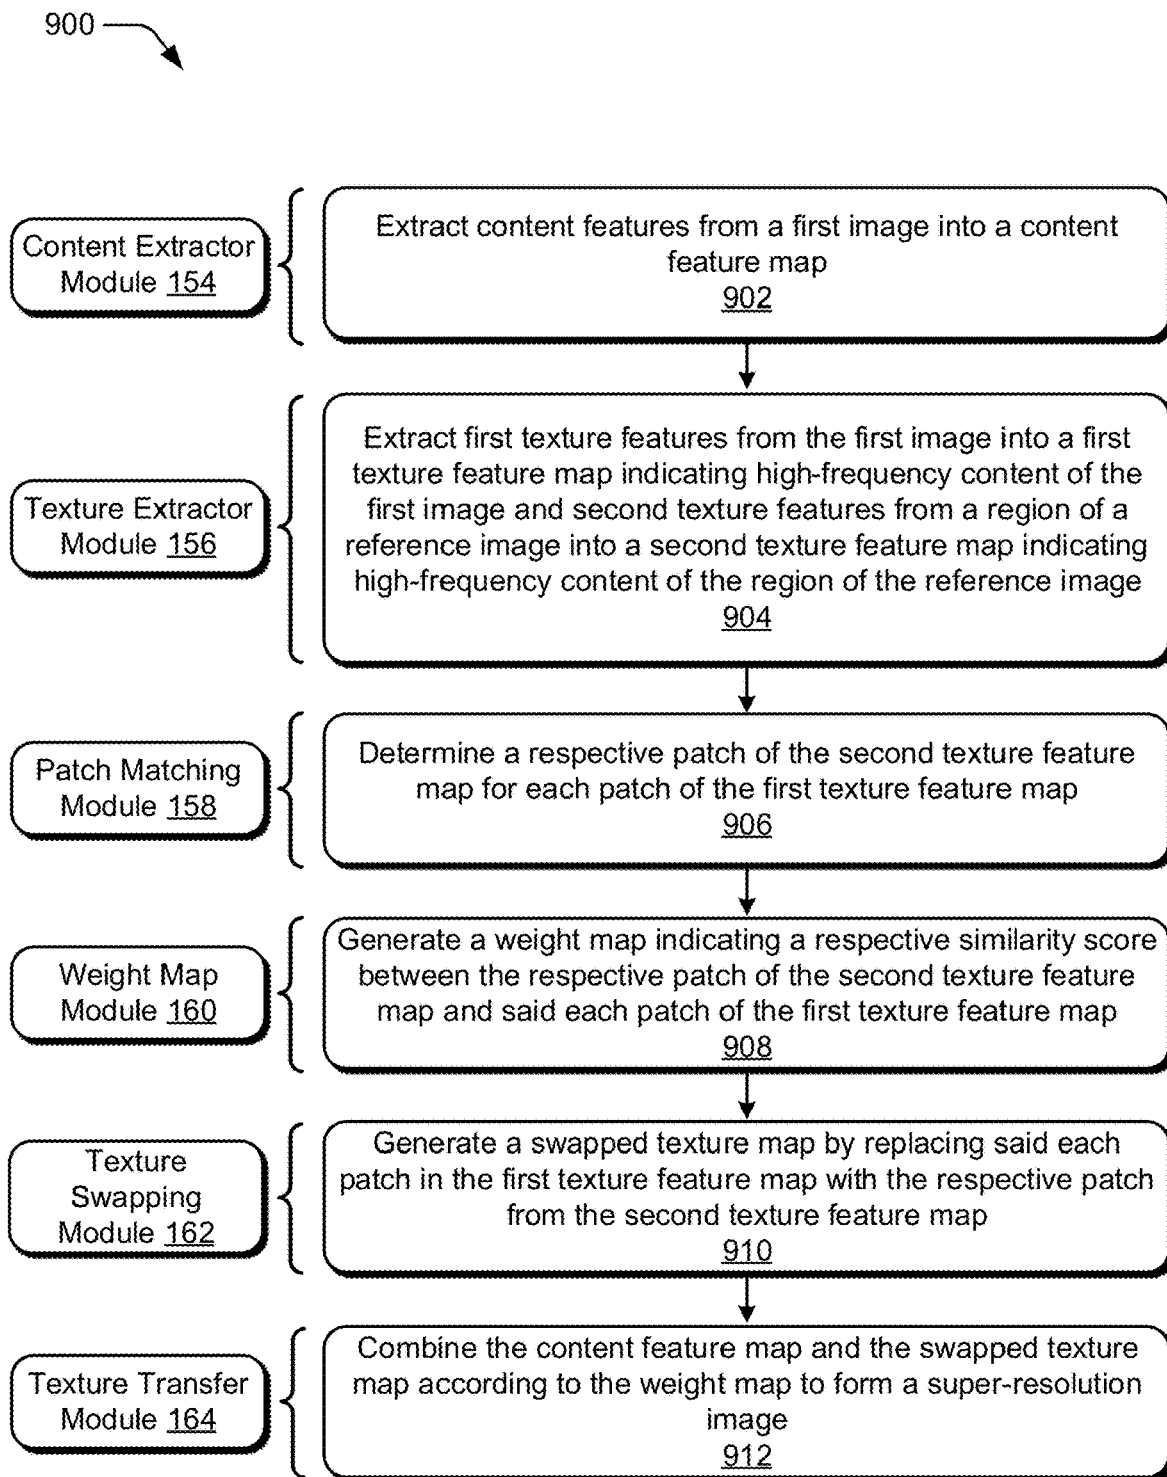 900
Content Extractor
Module 154
Extract content features from a first image into a content
feature map
902
Texture Extractor
Module 156
Extract first texture features from the first image into a first
texture feature map indicating high-frequency content of the
first image and second texture features from a region of a
reference image into a second texture feature map indicating
high-frequency content of the region of the reference image
904
Patch Matching
Module 158
Determine a respective patch of the second texture feature
map for each patch of the first texture feature map
906
Weight Map
Module 160
Generate a weight map indicating a respective similarity score
between the respective patch of the second texture feature
map and said each patch of the first texture feature map
908
Texture
Swapping
Module 162
Generate a swapped texture map by replacing said each
patch in the first texture feature map with the respective patch
from the second texture feature map
910
Texture Transfer
Module 164
Combine the content feature map and the swapped texture
map according to the weight map to form a super-resolution
image
912